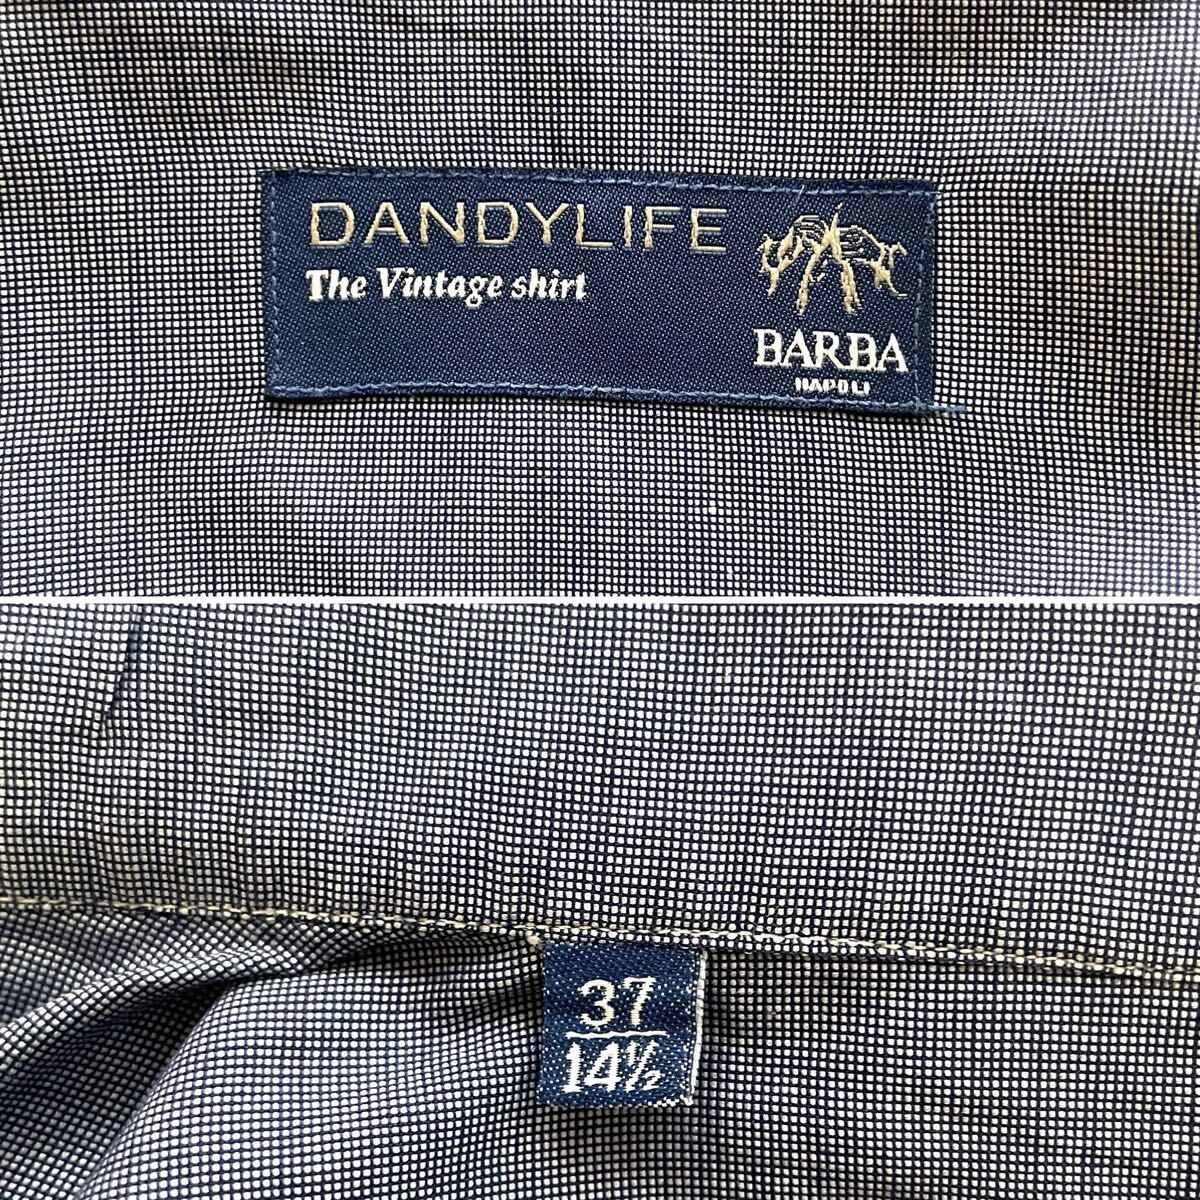 DANDYLIFE
The Vintage shirt
BARBA
NAPOLI
37
14½